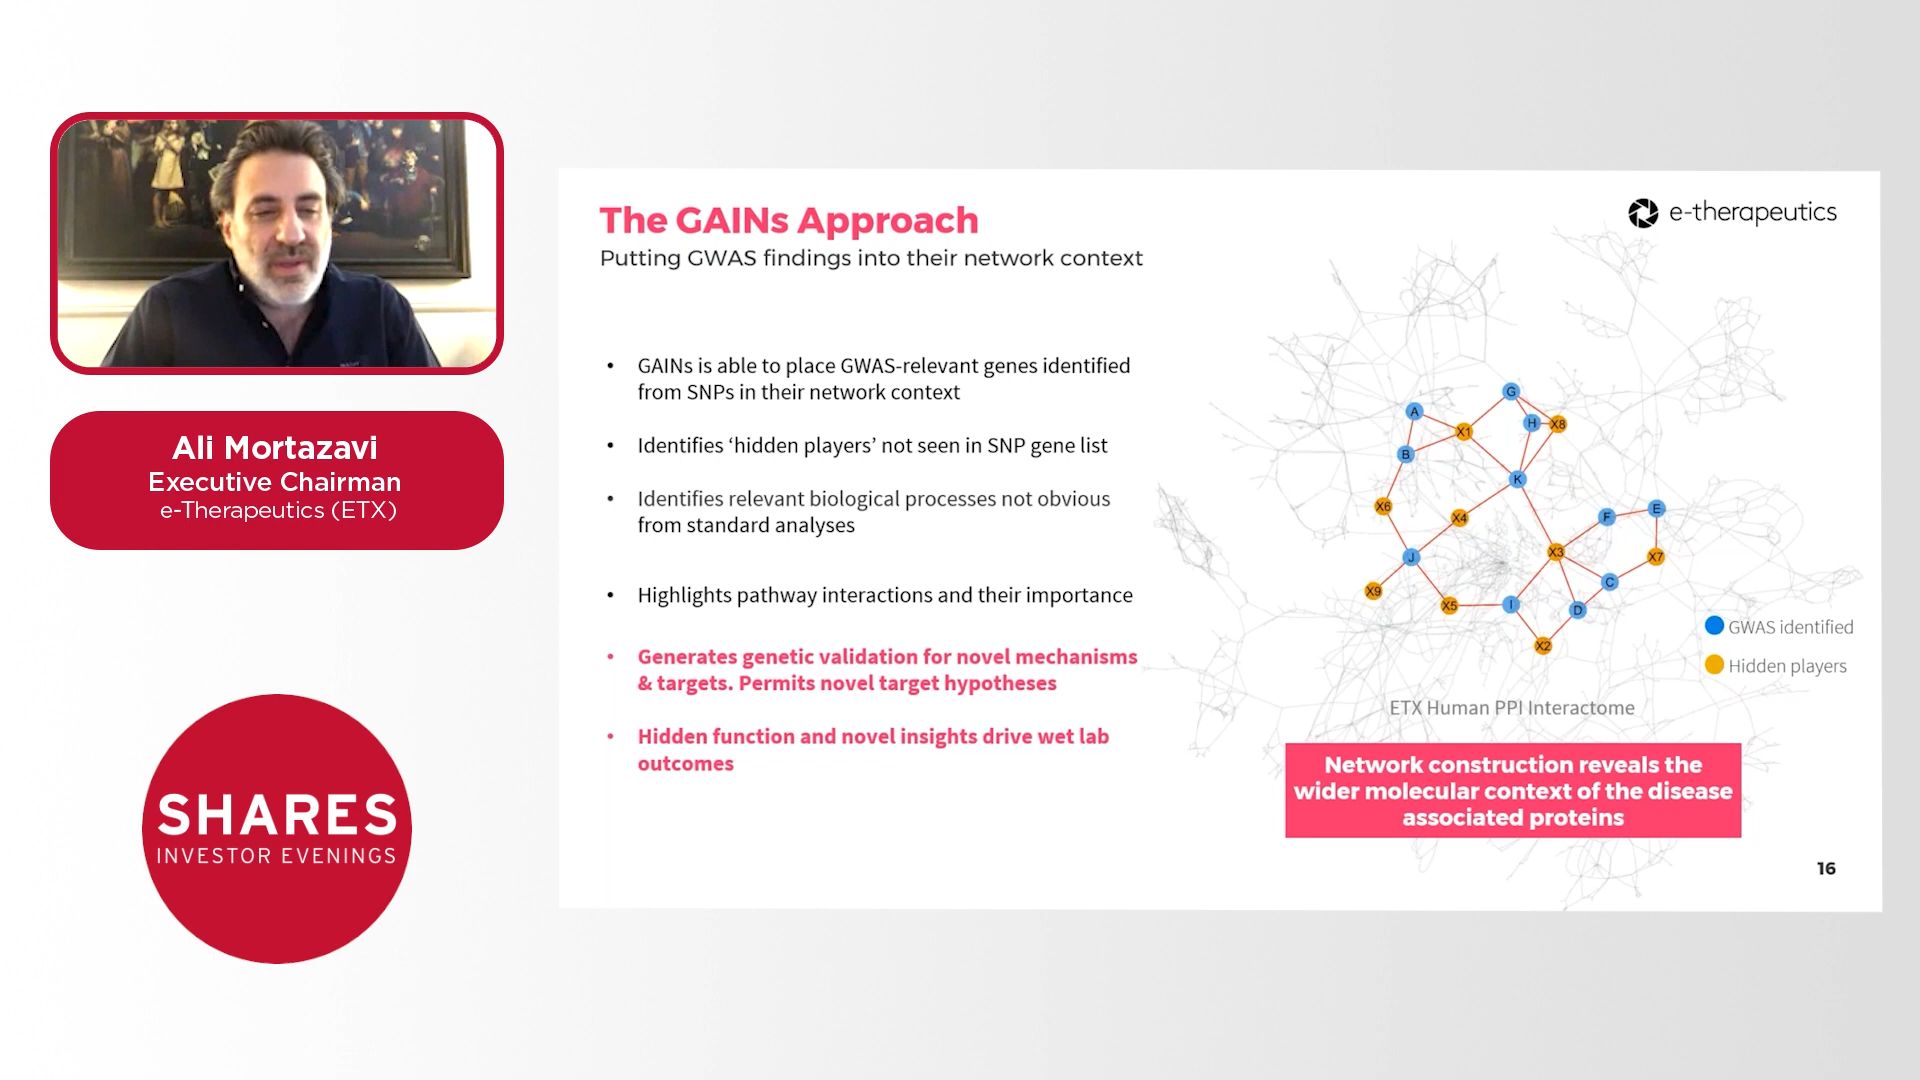 Ali Mortazavi
Executive Chairman
e-Therapeutics (ETX)
SHARES
INVESTOR EVENINGS
The GAINs Approach
Putting GWAS findings into their network context
e-therapeutics
• GAINs is able to place GWAS-relevant genes identified
from SNPs in their network context
• Identifies ‘hidden players’ not seen in SNP gene list
• Identifies relevant biological processes not obvious
from standard analyses
• Highlights pathway interactions and their importance
• Generates genetic validation for novel mechanisms
& targets. Permits novel target hypotheses
• Hidden function and novel insights drive wet lab
outcomes
G
A
H
X8
X1
B
K
X6
X4
F
E
J
X3
X7
C
X9
X5
I
D
X2
GWAS identified
Hidden players
ETX Human PPI Interactome
Network construction reveals the
wider molecular context of the disease
associated proteins
16